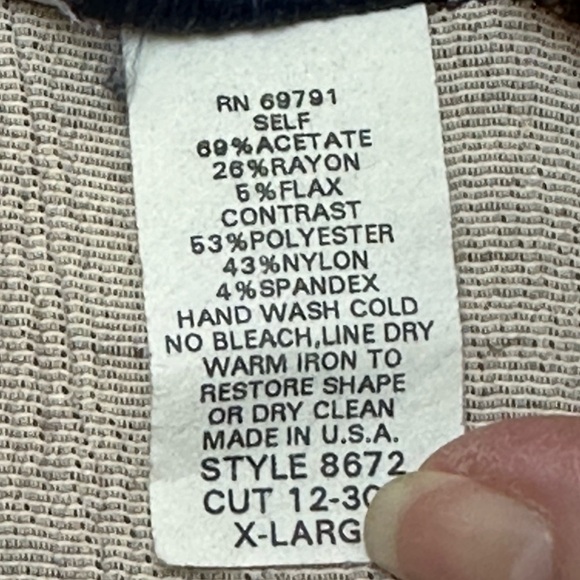 RN 69791
SELF
69%ACETATE
26%RAYON
5%FLAX
CONTRAST
53%POLYESTER
43%NYLON
4%SPANDEX
HAND WASH COLD
NO BLEACH,LINE DRY
WARM IRON TO
RESTORE SHAPE
OR DRY CLEAN
MADE IN U.S.A.
STYLE 8672
CUT 12-30
X-LARG